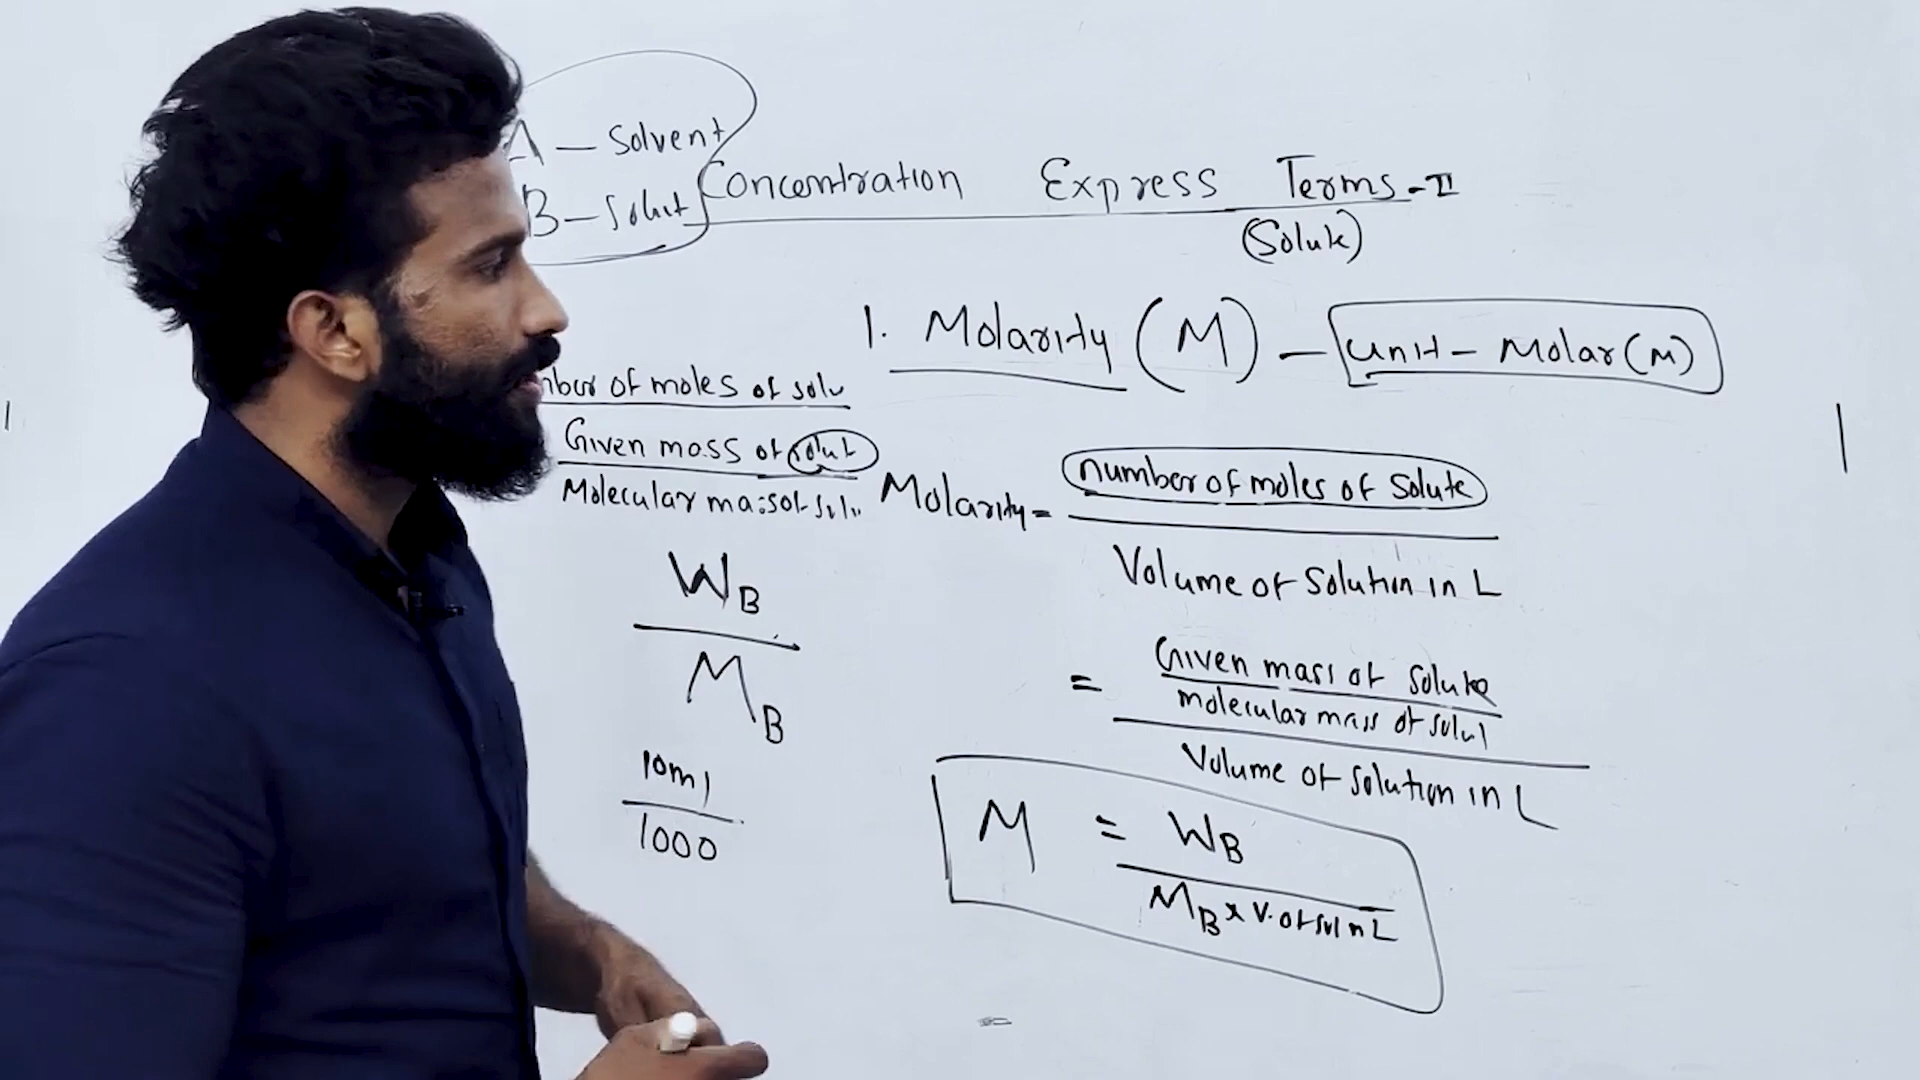 A – Solvent
B – Solut
Concentration Express Terms - II
(Solute)
1. Molarity (M) – Unit – Molar (M)
nber of moles of solu
Given mass of solut
Molecular mass of solu
Molarity = number of moles of Solute
Volume of Solution in L
W_B
M_B
= Given mass of Solute
molecular mass of solut
Volume of Solution in L
10ml
1000
M = W_B
M_B x V. of sol in L